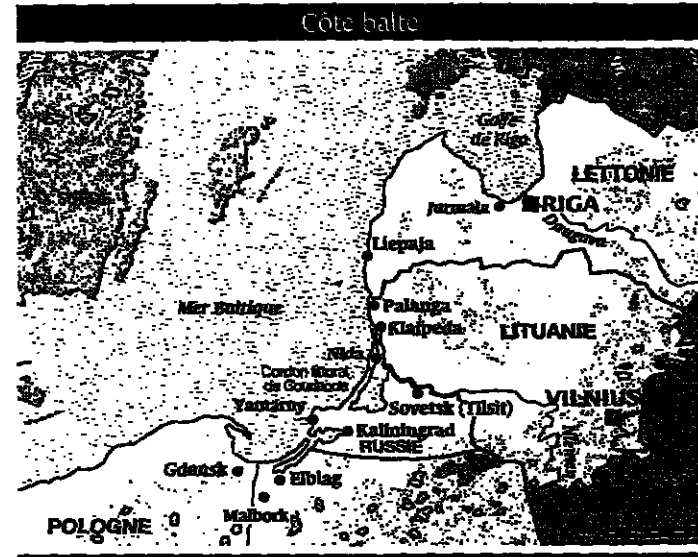 Côte balte
Golfe
de Riga
LETTONIE
Jurmala
RIGA
Daugava
Liepaja
Mer Baltique
Palanga
Klaipeda
LITUANIE
Nida
Cordon littoral
de Courlande
VILNIUS
Yantarny
Sovetsk (Tilsit)
Kaliningrad
RUSSIE
Gdansk
Elblag
Malbork
POLOGNE